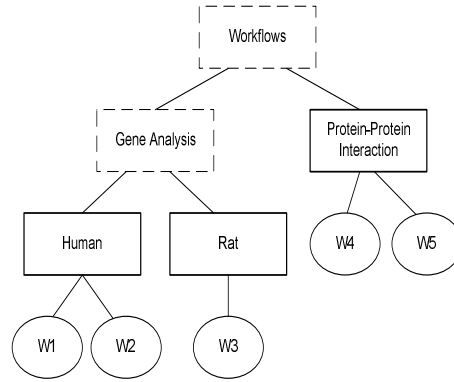 Workflows
Gene Analysis
Protein-Protein
Interaction
Human
Rat
W4
W5
W1
W2
W3